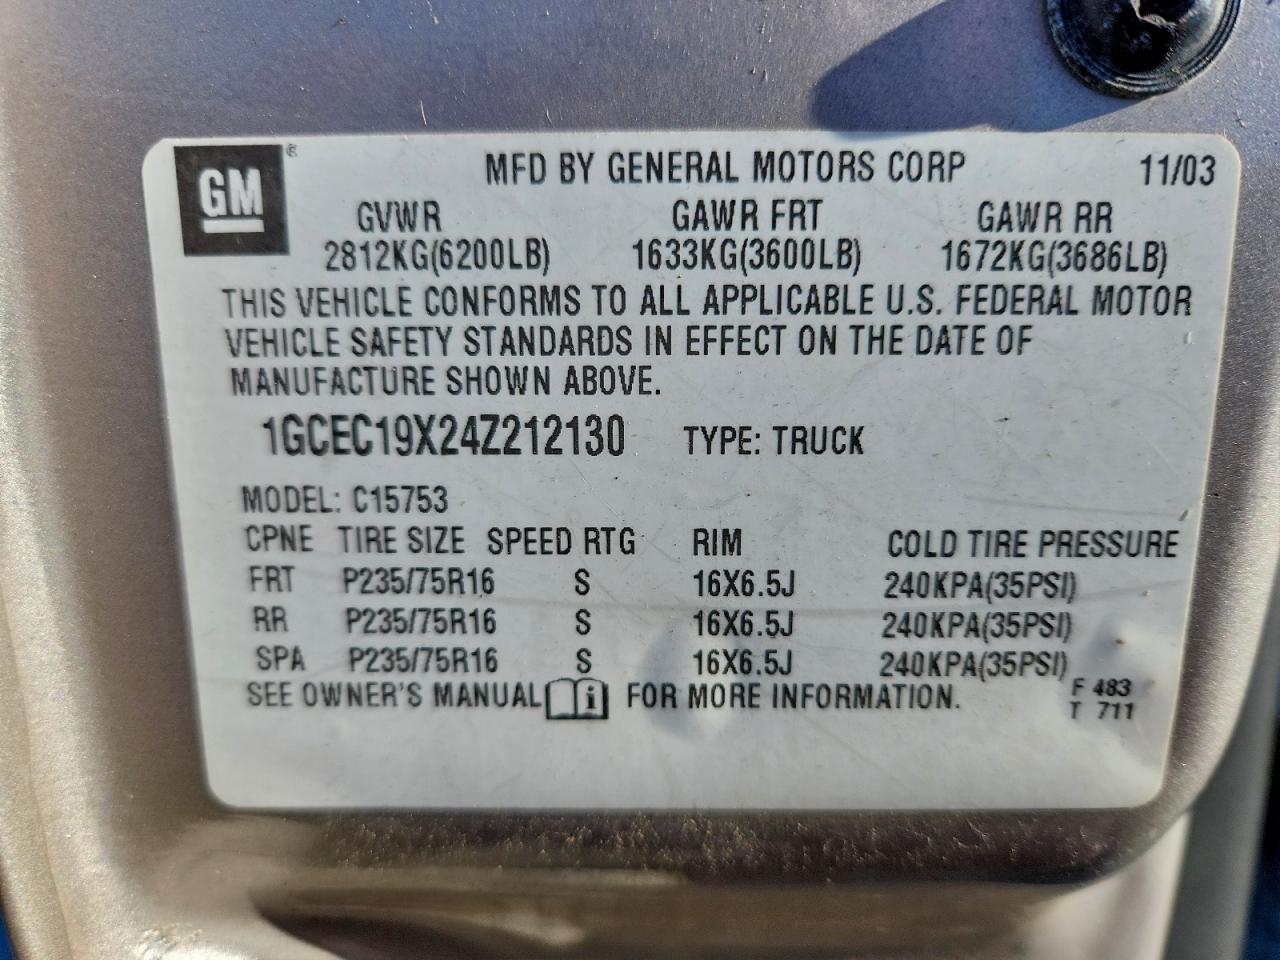 GM ® MFD BY GENERAL MOTORS CORP 11/03
GVWR GAWR FRT GAWR RR
2812KG(6200LB) 1633KG(3600LB) 1672KG(3686LB)
THIS VEHICLE CONFORMS TO ALL APPLICABLE U.S. FEDERAL MOTOR
VEHICLE SAFETY STANDARDS IN EFFECT ON THE DATE OF
MANUFACTURE SHOWN ABOVE.
1GCEC19X24Z212130 TYPE: TRUCK
MODEL: C15753
CPNE TIRE SIZE SPEED RTG RIM COLD TIRE PRESSURE
FRT P235/75R16 S 16X6.5J 240KPA(35PSI)
RR P235/75R16 S 16X6.5J 240KPA(35PSI)
SPA P235/75R16 S 16X6.5J 240KPA(35PSI)
SEE OWNER'S MANUAL i FOR MORE INFORMATION.
F 483
T 711